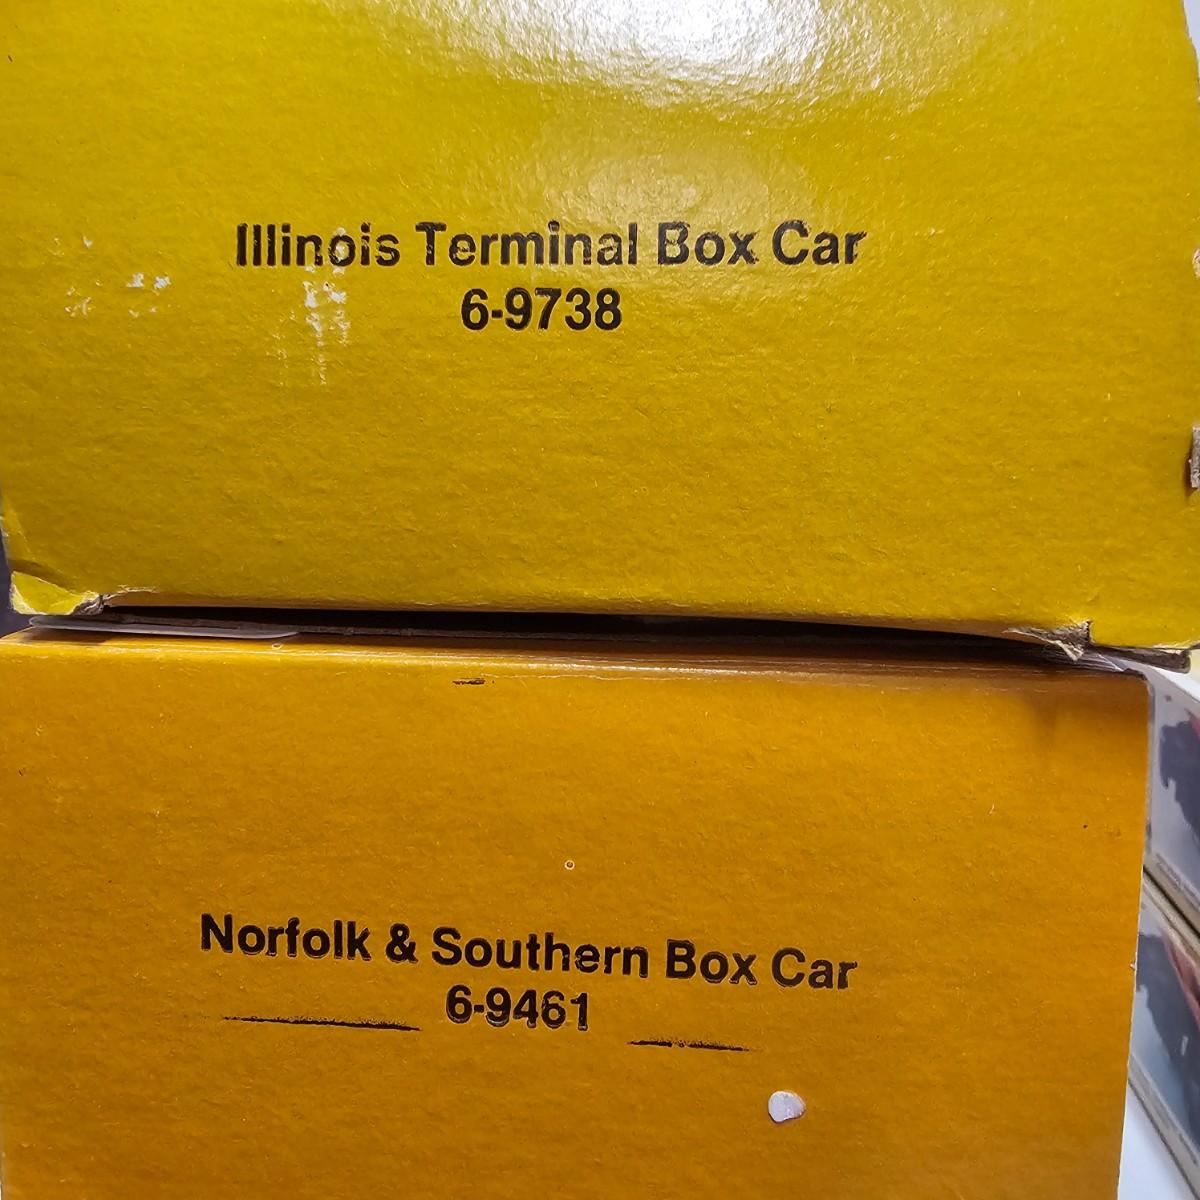 Illinois Terminal Box Car
6-9738
Norfolk & Southern Box Car
6-9461